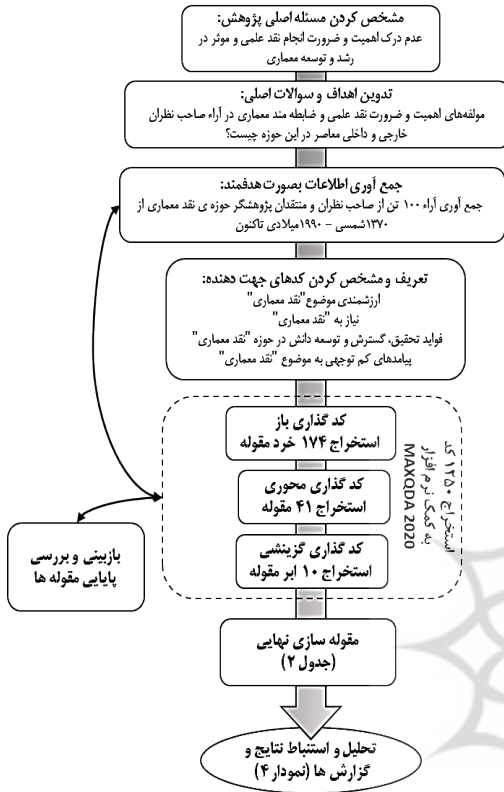 مشخص کردن مسئله اصلی پژوهش:
عدم درک اهمیت و ضرورت انجام نقد علمی و موثر در
رشد و توسعه معماری
تدوین اهداف و سوالات اصلی:
مولفه‌های اهمیت و ضرورت نقد علمی و ضابطه مند معماری در آراء صاحب نظران
خارجی و داخلی معاصر در این حوزه چیست؟
جمع آوری اطلاعات بصورت هدفمند:
جمع آوری آراء ۱۰۰ تن از صاحب نظران و منتقدان پژوهشگر حوزه ی نقد معماری از
۱۳۷۰شمسی – ۱۹۹۰میلادی تاکنون
تعریف و مشخص کردن کدهای جهت دهنده:
ارزشمندی موضوع"نقد معماری"
نیاز به "نقد معماری"
فواید تحقیق، گسترش و توسعه دانش در حوزه "نقد معماری"
پیامدهای کم توجهی به موضوع "نقد معماری"
کد گذاری باز
استخراج ۱۷۴ خرد مقوله
کد گذاری محوری
استخراج ۴۱ مقوله
کد گذاری گزینشی
استخراج ۱۰ ابر مقوله
استخراج ۱۲۵۰ کد
به کمک نرم افزار
MAXQDA 2020
بازبینی و بررسی
پایایی مقوله ها
مقوله سازی نهایی
(جدول ۲)
تحلیل و استنباط نتایج و
گزارش ها (نمودار ۴)